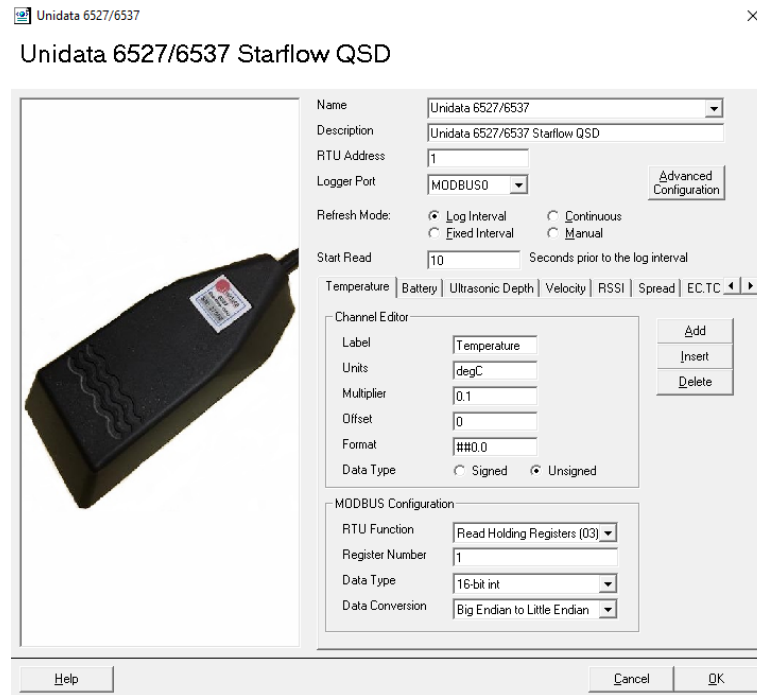 Unidata 6527/6537
Unidata 6527/6537 Starflow QSD
Name Unidata 6527/6537
Description Unidata 6527/6537 Starflow QSD
RTU Address 1
Logger Port MODBUS0 Advanced Configuration
Refresh Mode: Log Interval Continuous
Fixed Interval Manual
Start Read 10 Seconds prior to the log interval
Temperature Battery Ultrasonic Depth Velocity RSSI Spread EC.TC
Channel Editor
Add
Label Temperature
Insert
Units degC
Delete
Multiplier 0.1
Offset 0
Format ##0.0
Data Type Signed Unsigned
MODBUS Configuration
RTU Function Read Holding Registers (03)
Register Number 1
Data Type 16-bit int
Data Conversion Big Endian to Little Endian
Help Cancel OK